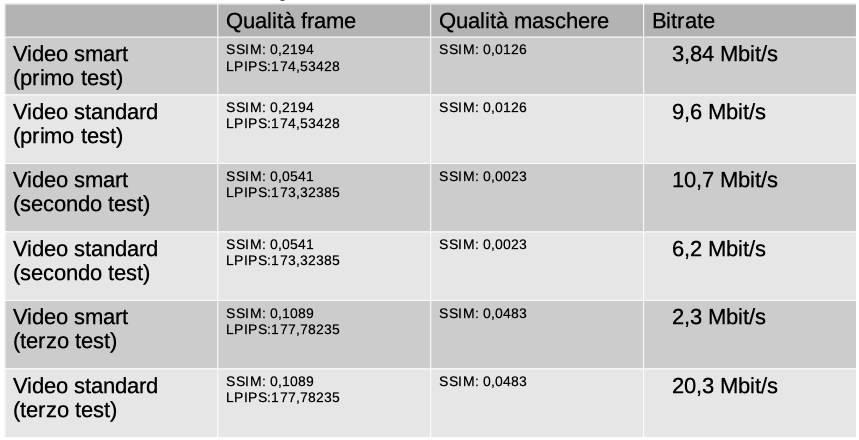 Qualità frame Qualità maschere Bitrate
Video smart
(primo test)
SSIM: 0,2194
LPIPS:174,53428
SSIM: 0,0126
3,84 Mbit/s
Video standard
(primo test)
SSIM: 0,2194
LPIPS:174,53428
SSIM: 0,0126
9,6 Mbit/s
Video smart
(secondo test)
SSIM: 0,0541
LPIPS:173,32385
SSIM: 0,0023
10,7 Mbit/s
Video standard
(secondo test)
SSIM: 0,0541
LPIPS:173,32385
SSIM: 0,0023
6,2 Mbit/s
Video smart
(terzo test)
SSIM: 0,1089
LPIPS:177,78235
SSIM: 0,0483
2,3 Mbit/s
Video standard
(terzo test)
SSIM: 0,1089
LPIPS:177,78235
SSIM: 0,0483
20,3 Mbit/s